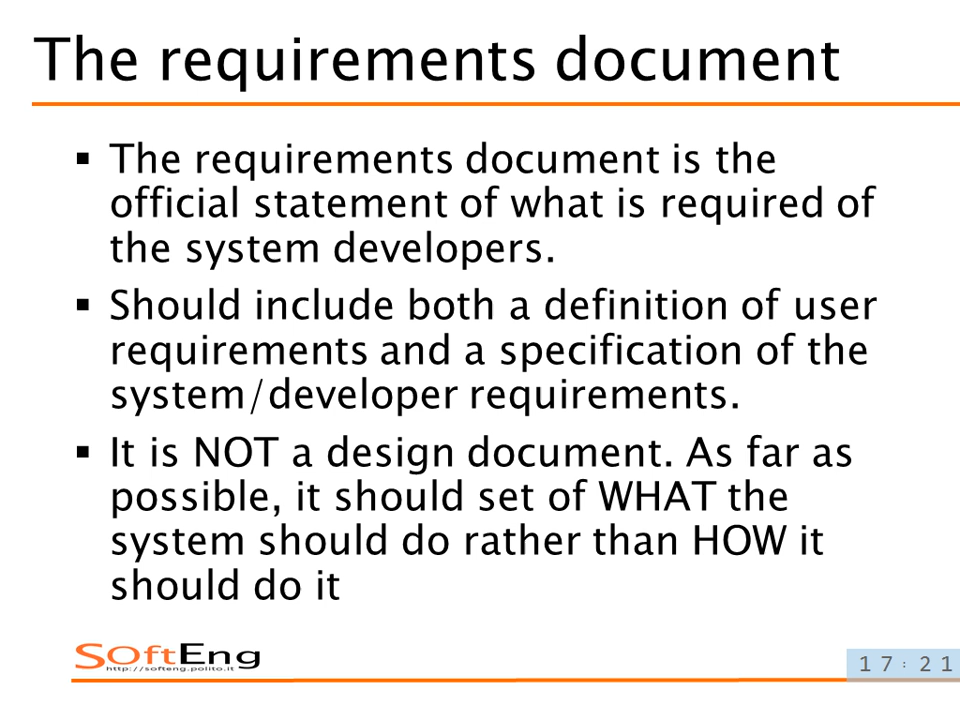 The requirements document
▪ The requirements document is the
official statement of what is required of
the system developers.
▪ Should include both a definition of user
requirements and a specification of the
system/developer requirements.
▪ It is NOT a design document. As far as
possible, it should set of WHAT the
system should do rather than HOW it
should do it
SOftEng
http://softeng.polito.it
17:21